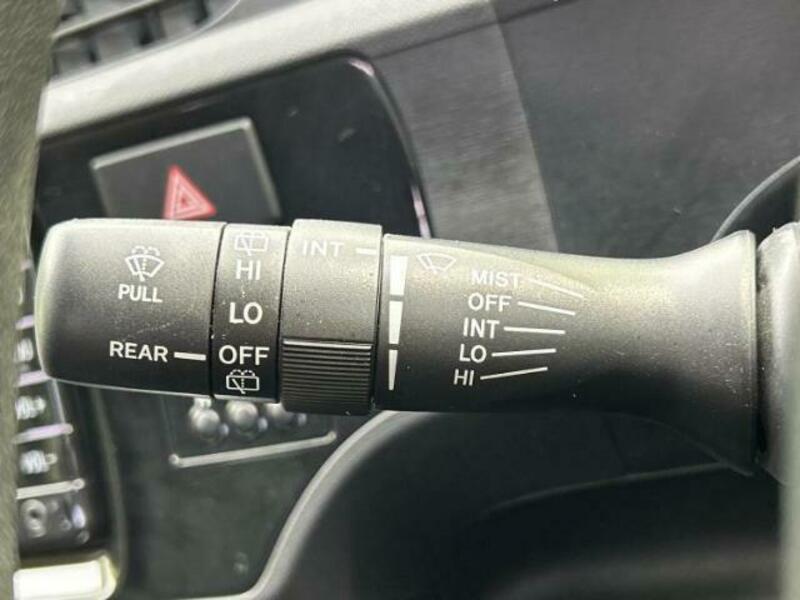 PULL
REAR
HI
LO
OFF
INT
MIST
OFF
INT
LO
HI